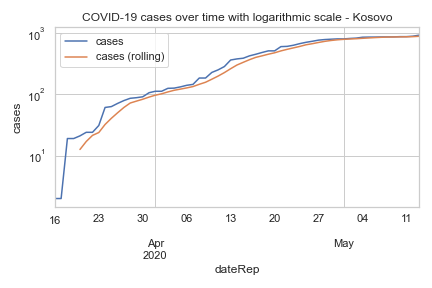 COVID-19 cases over time with logarithmic scale - Kosovo
cases
cases (rolling)
10³
10²
10¹
cases
16 23 30 06 13 20 27 04 11
Apr May
2020
dateRep